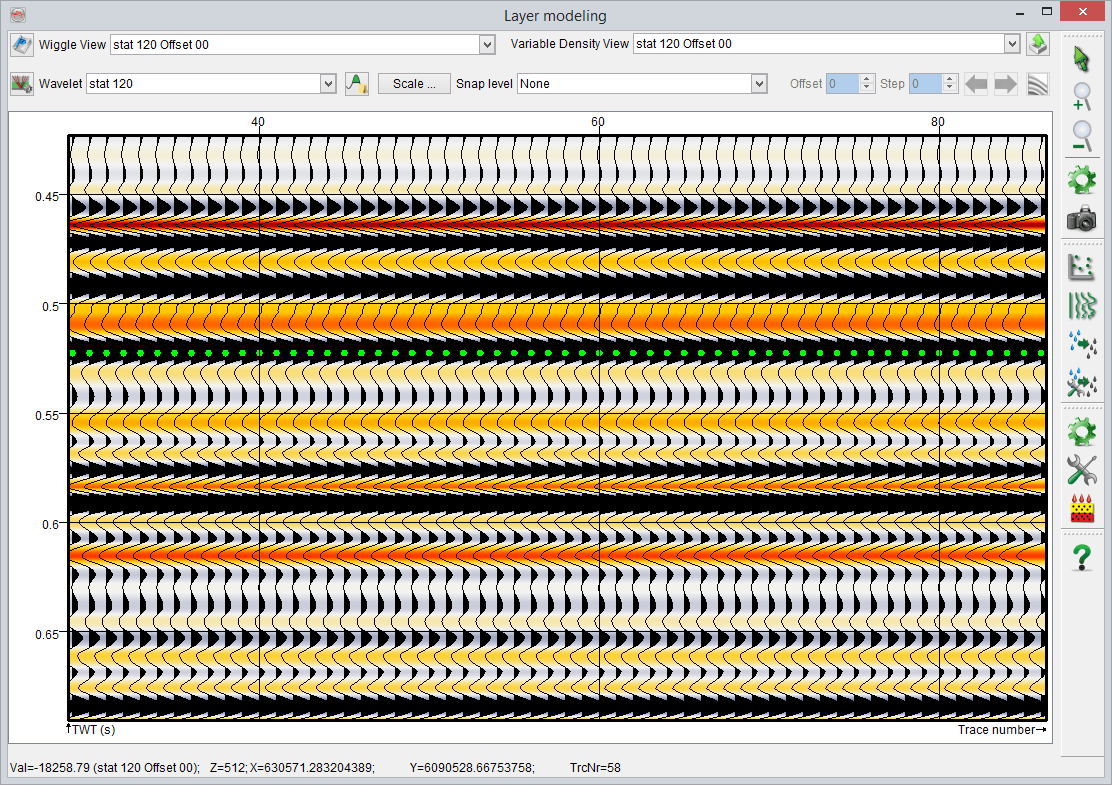 Layer modeling
Wiggle View stat 120 Offset 00 Variable Density View stat 120 Offset 00
Wavelet stat 120 Scale ... Snap level None Offset 0 Step 0
40 60 80
0.45
0.5
0.55
0.6
0.65
TWT (s) Trace number
Val=-18258.79 (stat 120 Offset 00); Z=512; X=630571.283204389; Y=6090528.66753758; TrcNr=58